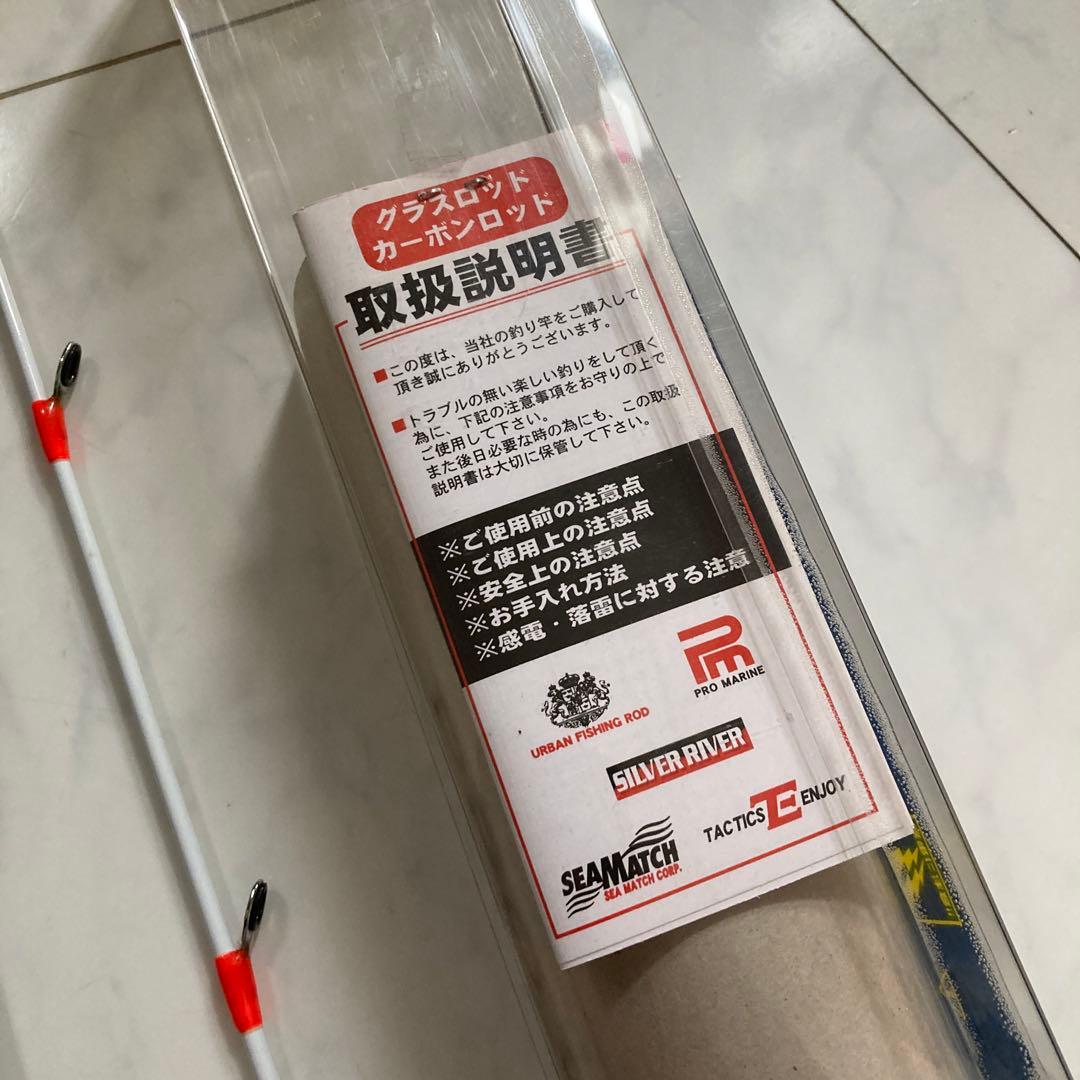 グラスロッド
カーボンロッド
取扱説明書
■この度は、当社の釣り竿をご購入して
頂き誠にありがとうございます。
■トラブルの無い楽しい釣りをして頂く
為に、下記の注意事項をお守りの上で
ご使用して下さい。
また後日必要な時の為にも、この取扱
説明書は大切に保管して下さい。
※ご使用前の注意点
※ご使用上の注意点
※安全上の注意点
※お手入れ方法
※感電・落雷に対する注意
Pm
PRO MARINE
URBAN FISHING ROD
SILVER RIVER
TACTICS TE ENJOY
SEAMATCH
SEA MATCH CORP.